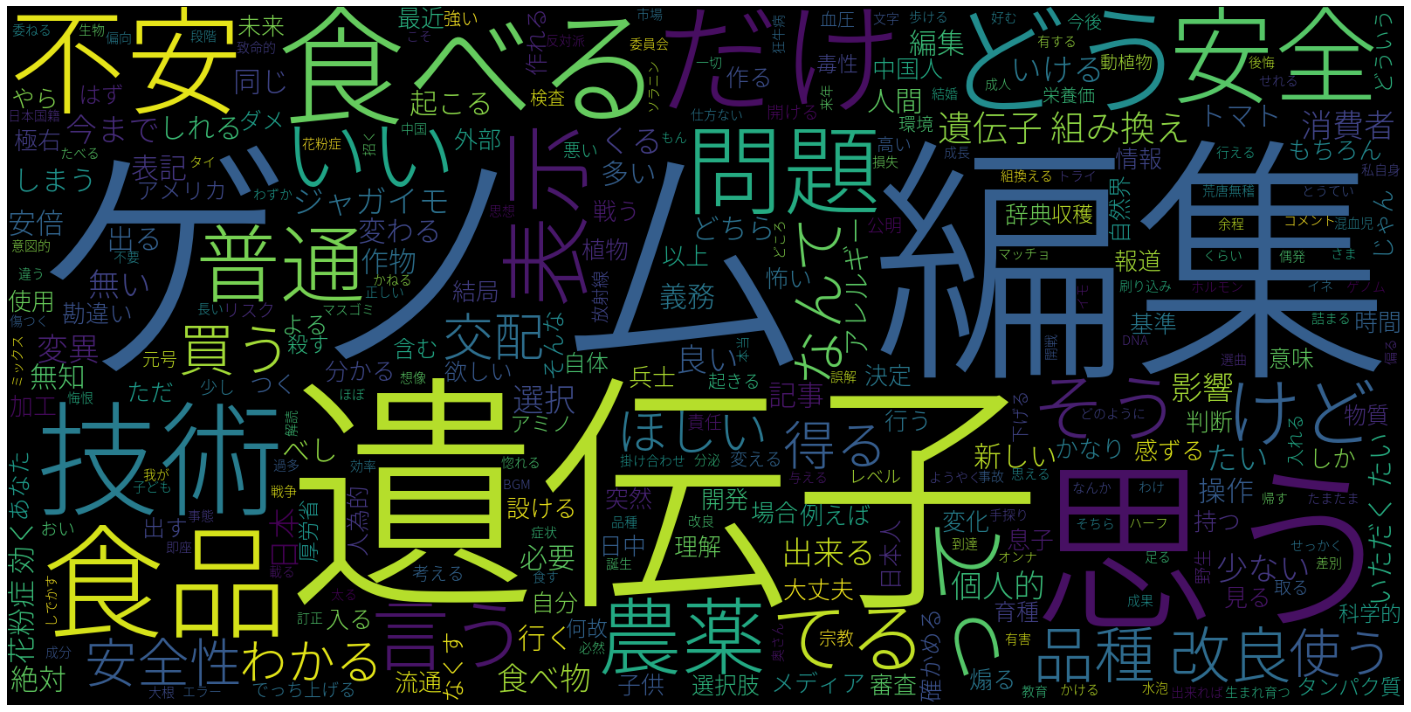 不安
食べる
だけ
どう
安全
ゲノム編集
遺伝子
思う
技術
食品
普通
いい
表示
問題
なんて
遺伝子 組み換え
交配
買う
得る
ほしい
農薬
てる
って
そう
けど
品種 改良
使う
言う
わかる
安全性
委ねる
生物
偏向
段階
未来
致命的
最近
強い
こそ
市場
反対派
作れる
委員会
血圧
文字
歩ける
好む
今後
編集
有する
いける
動植物
後悔
せれる
どういう
やら
はず
同じ
日本国籍
極右
今まで
しれる
ダメ
起こる
検査
ソラニン
狂牛病
一切
作る
毒性
来年
仕方ない
開ける
中国人
人間
結婚
成人
栄養価
環境
トマト
消費者
たべる
タイ
表記
しまう
アメリカ
花粉症
招く
中国
外部
くる
悪い
もん
多い
高い
損失
成長
情報
組換える
トライ
行える
もちろん
私自身
わずか
ジャガイモ
思想
戦う
どちら
どころ
公明
辞典
収穫
自然界
荒唐無稽
とうてい
余程
コメント
混血児
じゃん
安倍
意図的
出る
不要
変わる
作物
かねる
植物
以上
怖い
アレルギー
マッチョ
報道
くらい
偶発
さま
違う
無い
使用
長い
リスク
正しい
マスゴミ
結局
放射線
義務
刷り込み
ホルモン
イネ
ゲノム
イモ
傷つく
勘違い
殺す
よる
そんな
良い
本当
基準
詰まる
時間
変異
元号
ミックス
含む
自体
誤解
DNA
選曲
意味
偏る
無知
ただ
少し
つく
分かる
想像
欲しい
兵士
起きる
記事
決定
影響
加工
悔恨
解読
ほぼ
選択
アミノ
責任
行う
下げる
どのように
判断
物質
べし
過多
効率
掛け合わせ
分泌
変える
惚れる
新しい
かなり
感ずる
たい
しか
入れる
いただく
たい
我が
子ども
戦争
BGM
設ける
突然
開発
与える
レベル
ようやく
事故
思える
なんか
わけ
操作
帰す
たまたま
あなた
効く
花粉症
おい
出す
事態
即座
日本
載る
厚労省
人為的
症状
必要
品種
改良
日中
誕生
理解
場合
例えば
変化
手探り
到達
息子
そちら
ハーフ
持つ
せっかく
差別
しでかす
考える
食す
出来る
大丈夫
日本人
個人的
オンナ
足る
野生
少ない
見る
取る
太る
訂正
入る
自分
行く
何故
必然
宗教
確かめる
育種
成果
科学的
有害
絶対
成分
大根
エラー
でっち上げる
流通
なくす
食べ物
子供
選択肢
メディア
審査
煽る
教育
かける
水泡
出来れば
生まれ育つ
タンパク質